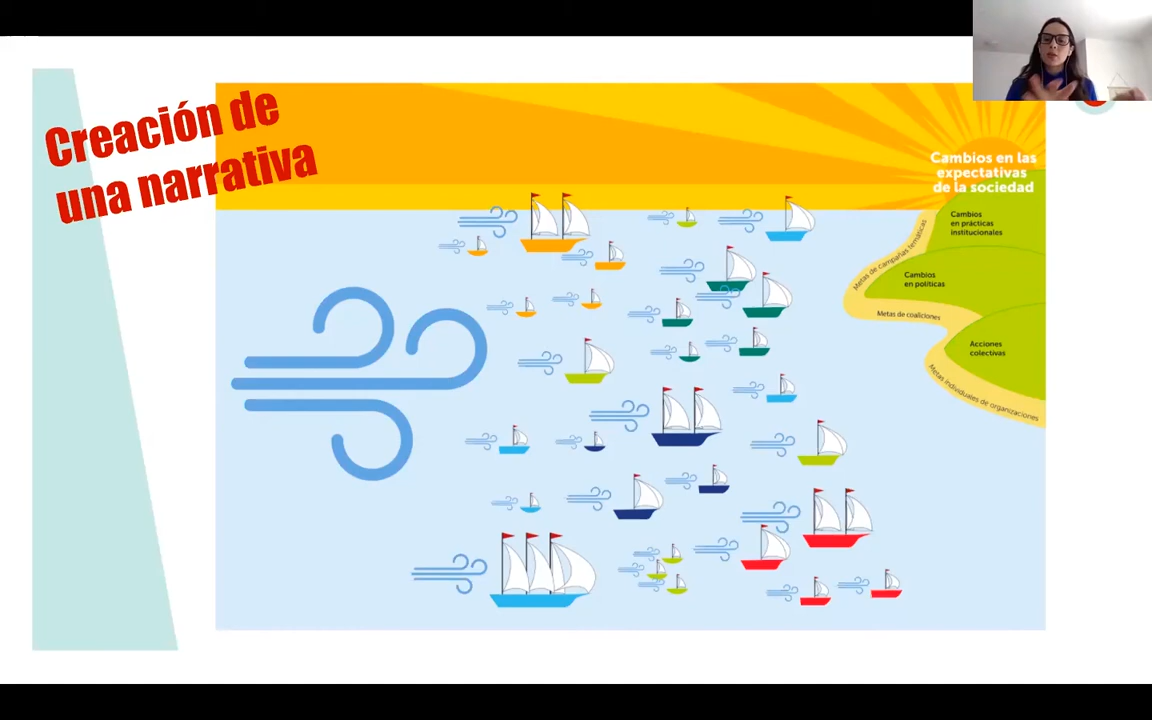 Creación de
una narrativa
Cambios en las
expectativas
de la sociedad
Cambios
en prácticas
institucionales
Metas de campañas temáticas
Cambios
en políticas
Metas de coaliciones
Acciones
colectivas
Metas individuales de organizaciones